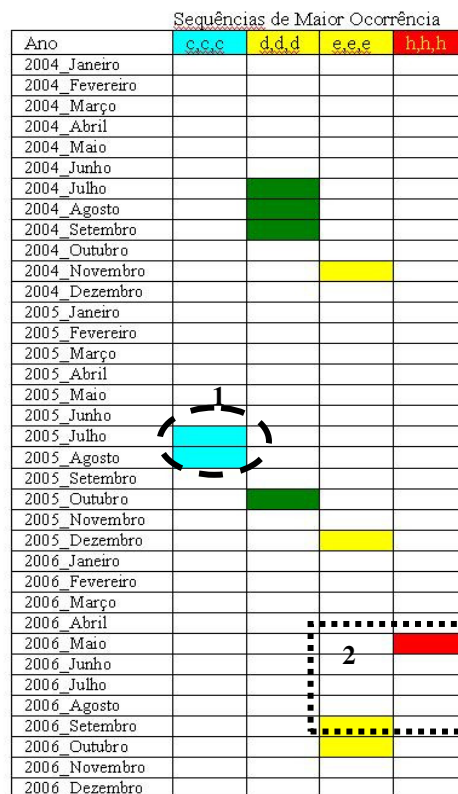 Sequências de Maior Ocorrência
Ano c,c,c d,d,d e,e,e h,h,h
2004_Janeiro
2004_Fevereiro
2004_Março
2004_Abril
2004_Maio
2004_Junho
2004_Julho
2004_Agosto
2004_Setembro
2004_Outubro
2004_Novembro
2004_Dezembro
2005_Janeiro
2005_Fevereiro
2005_Março
2005_Abril
2005_Maio 1
2005_Junho
2005_Julho
2005_Agosto
2005_Setembro
2005_Outubro
2005_Novembro
2005_Dezembro
2006_Janeiro
2006_Fevereiro
2006_Março
2006_Abril
2006_Maio 2
2006_Junho
2006_Julho
2006_Agosto
2006_Setembro
2006_Outubro
2006_Novembro
2006_Dezembro